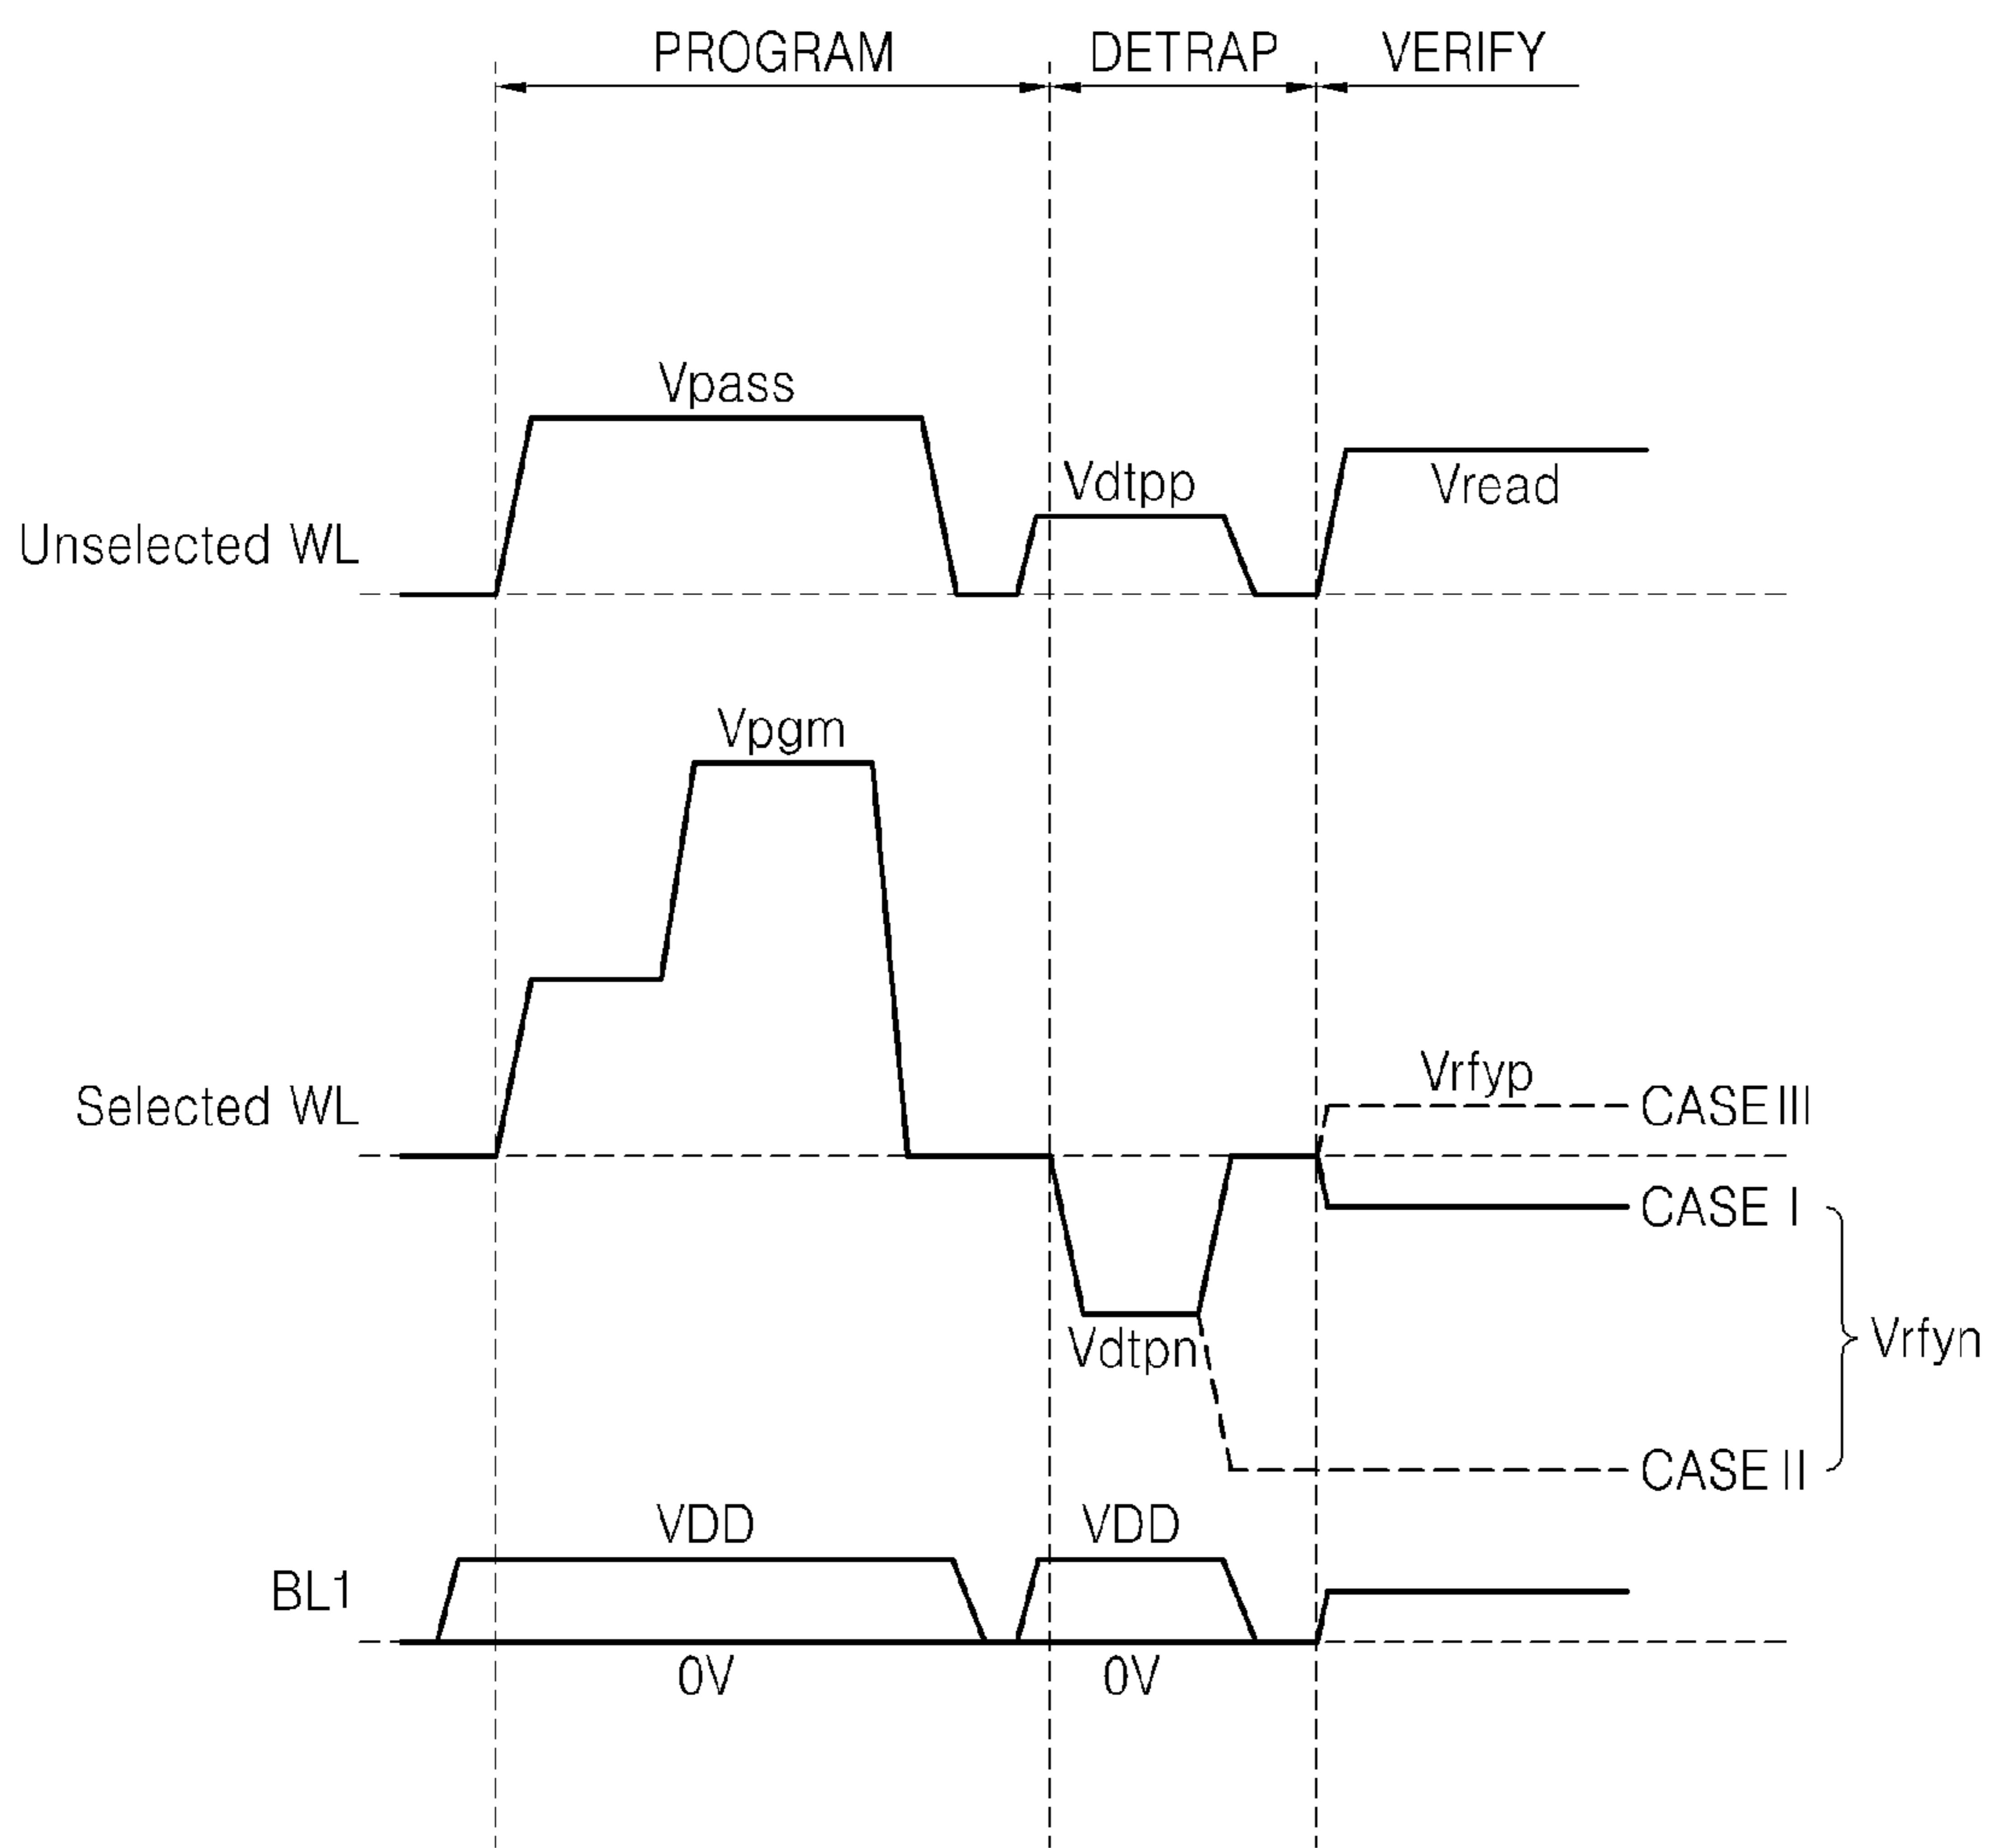 PROGRAM DETRAP VERIFY
Vpass
Vdtpp
Vread
Unselected WL
Vpgm
Vrfyp
Selected WL
CASE III
CASE I
Vdtpn
Vrfyn
CASE II
VDD VDD
BL1
0V 0V